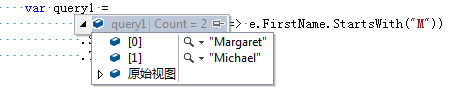 var query1 =
query1 Count = 2 => e.FirstName.StartsWith("M"))
[0] "Margaret"
[1] "Michael"
原始视图